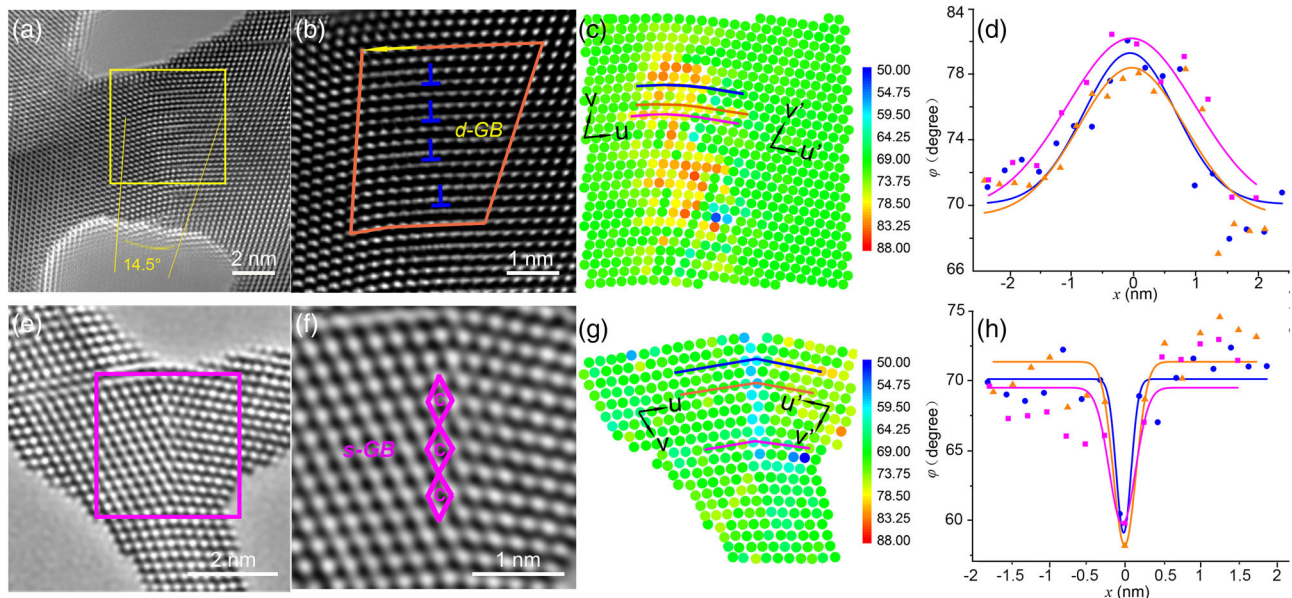 (a)
14.5°
2 nm
(b)
d-GB
1 nm
(c)
v
u
v'
u'
50.00
54.75
59.50
64.25
69.00
73.75
78.50
83.25
88.00
(d)
84
78
74
70
66
φ (degree)
-2 -1 0 1 2
x (nm)
(e)
2 nm
(f)
s-GB
C
C
C
1 nm
(g)
u
v
u'
v'
50.00
54.75
59.50
64.25
69.00
73.75
78.50
83.25
88.00
(h)
75
70
60
φ (degree)
-2 -1.5 -1 -0.5 0 0.5 1 1.5 2
x (nm)